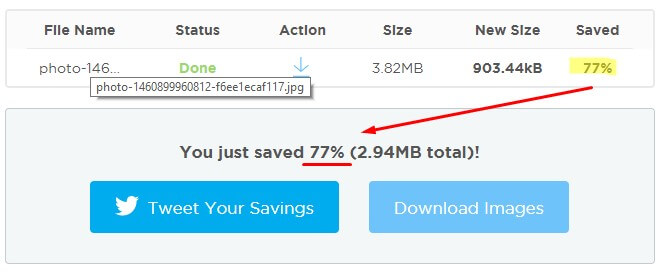 File Name Status Action Size New Size Saved
photo-146... Done 3.82MB 903.44kB 77%
photo-1460899960812-f6ee1ecaf117.jpg
You just saved 77% (2.94MB total)!
Tweet Your Savings Download Images